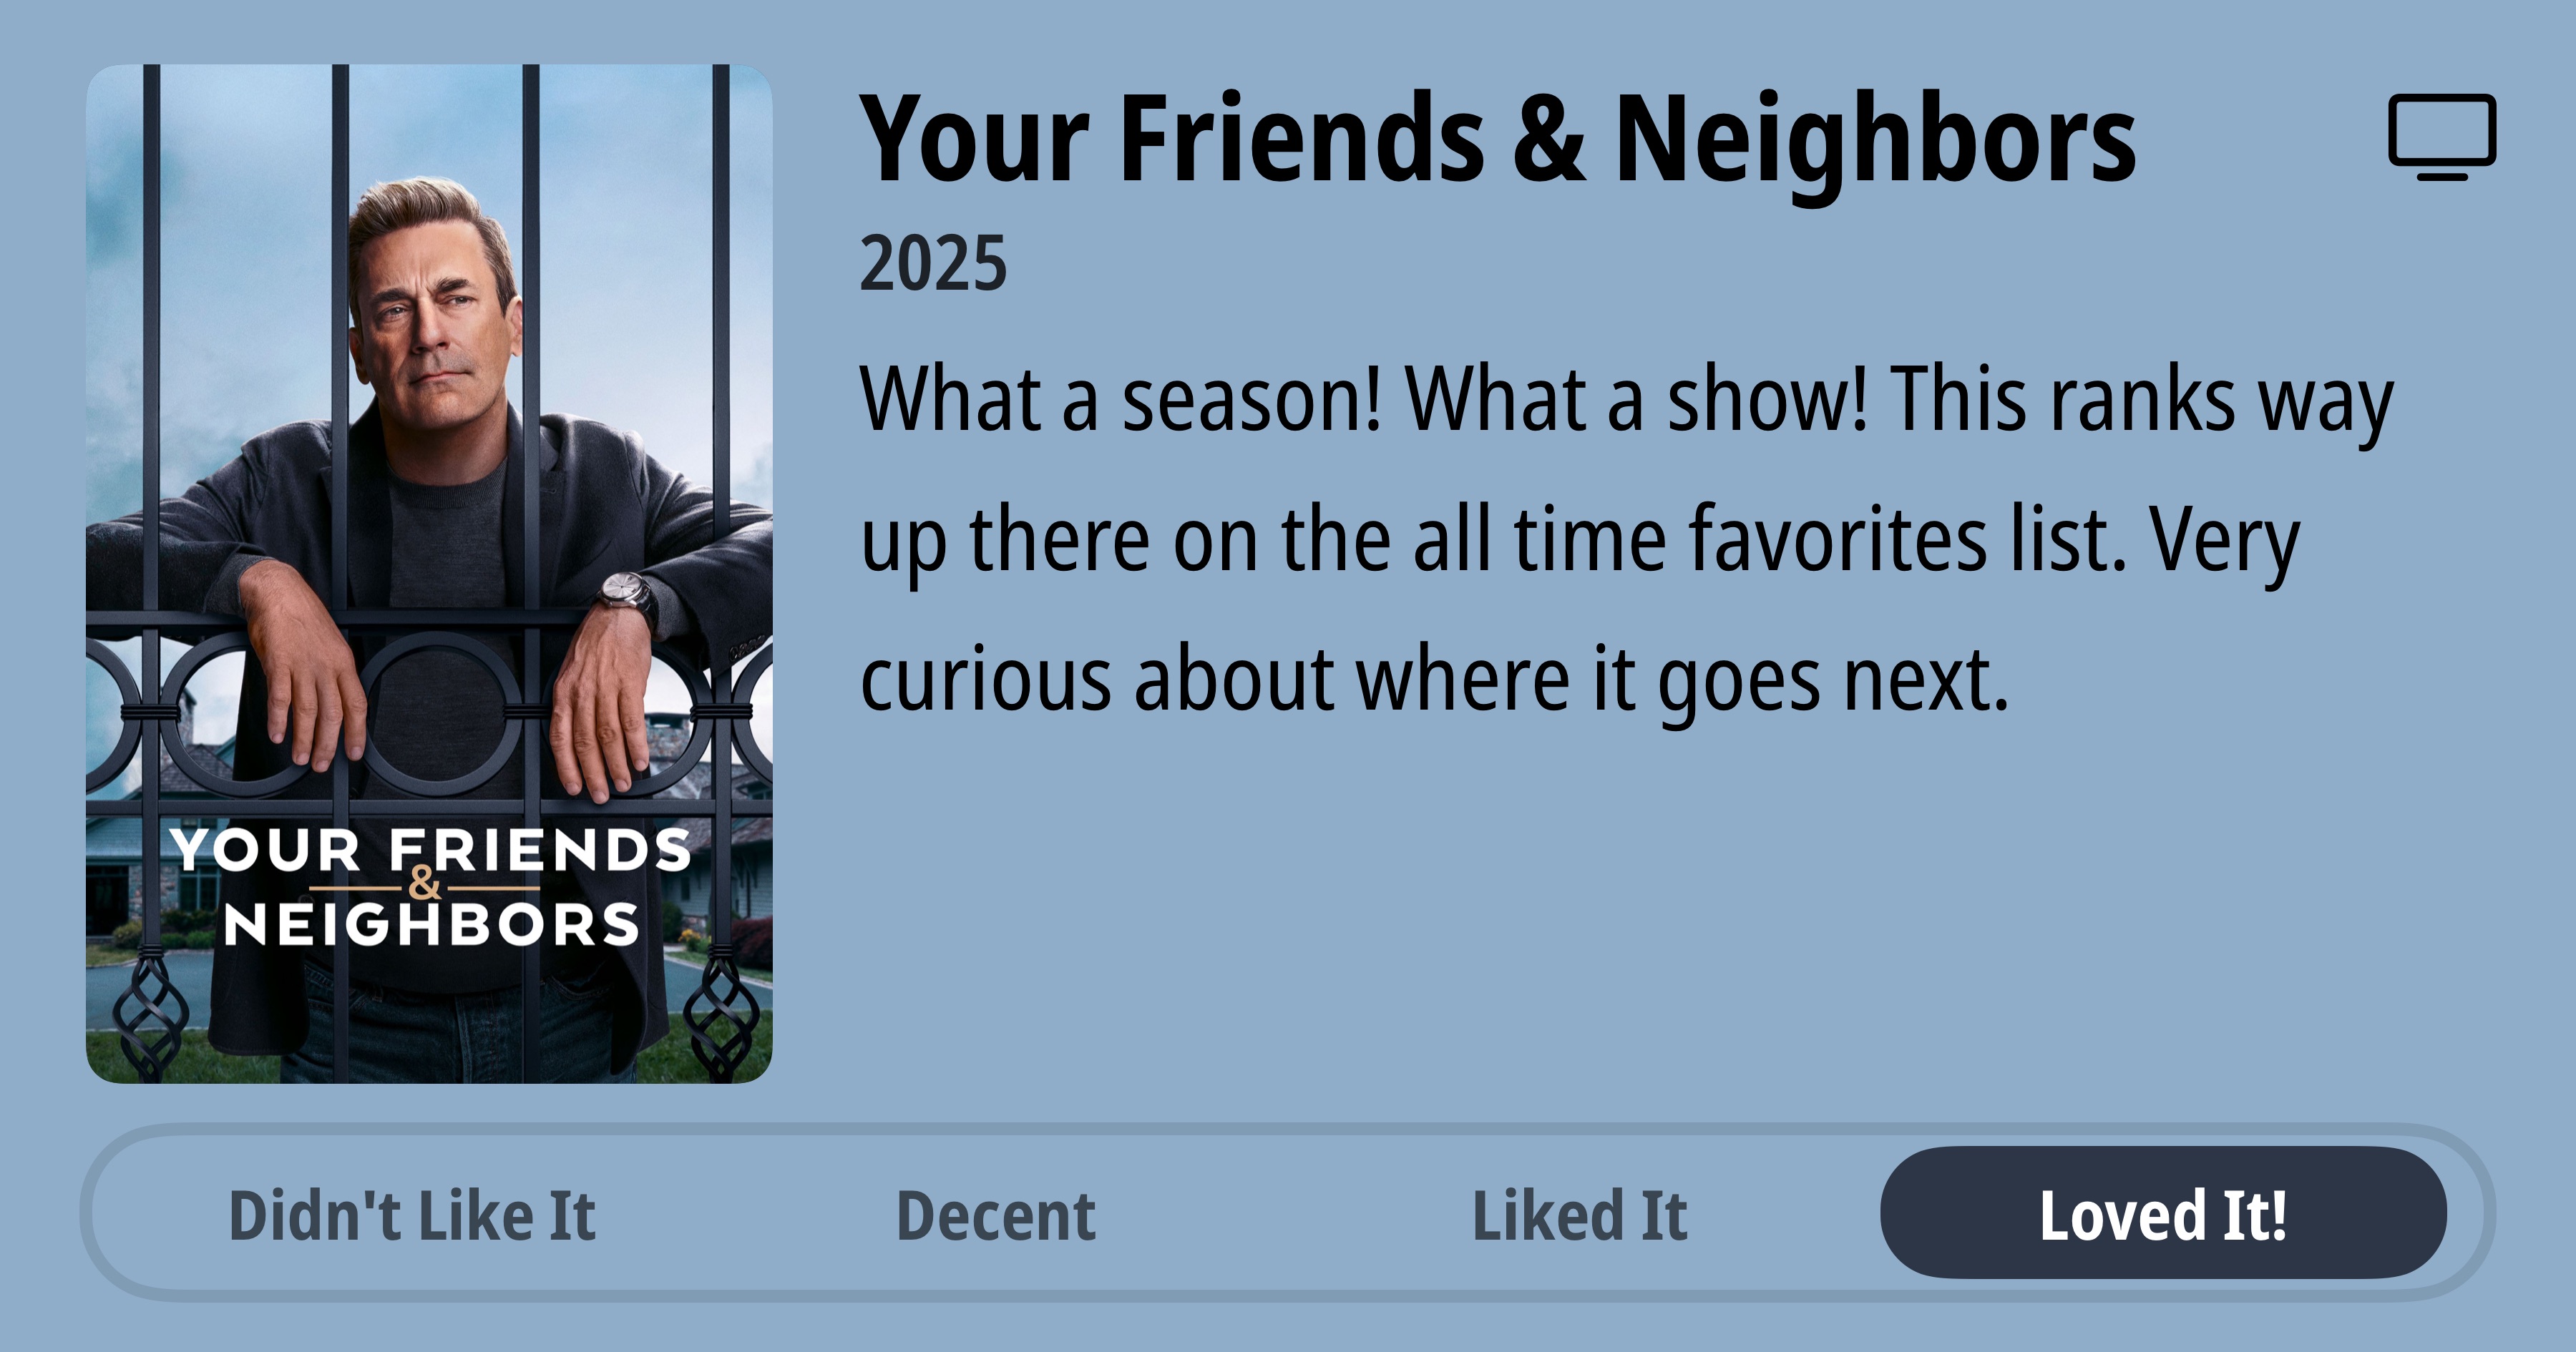 Your Friends & Neighbors
2025
What a season! What a show! This ranks way
up there on the all time favorites list. Very
curious about where it goes next.
YOUR FRIENDS
&
NEIGHBORS
Didn't Like It
Decent
Liked It
Loved It!